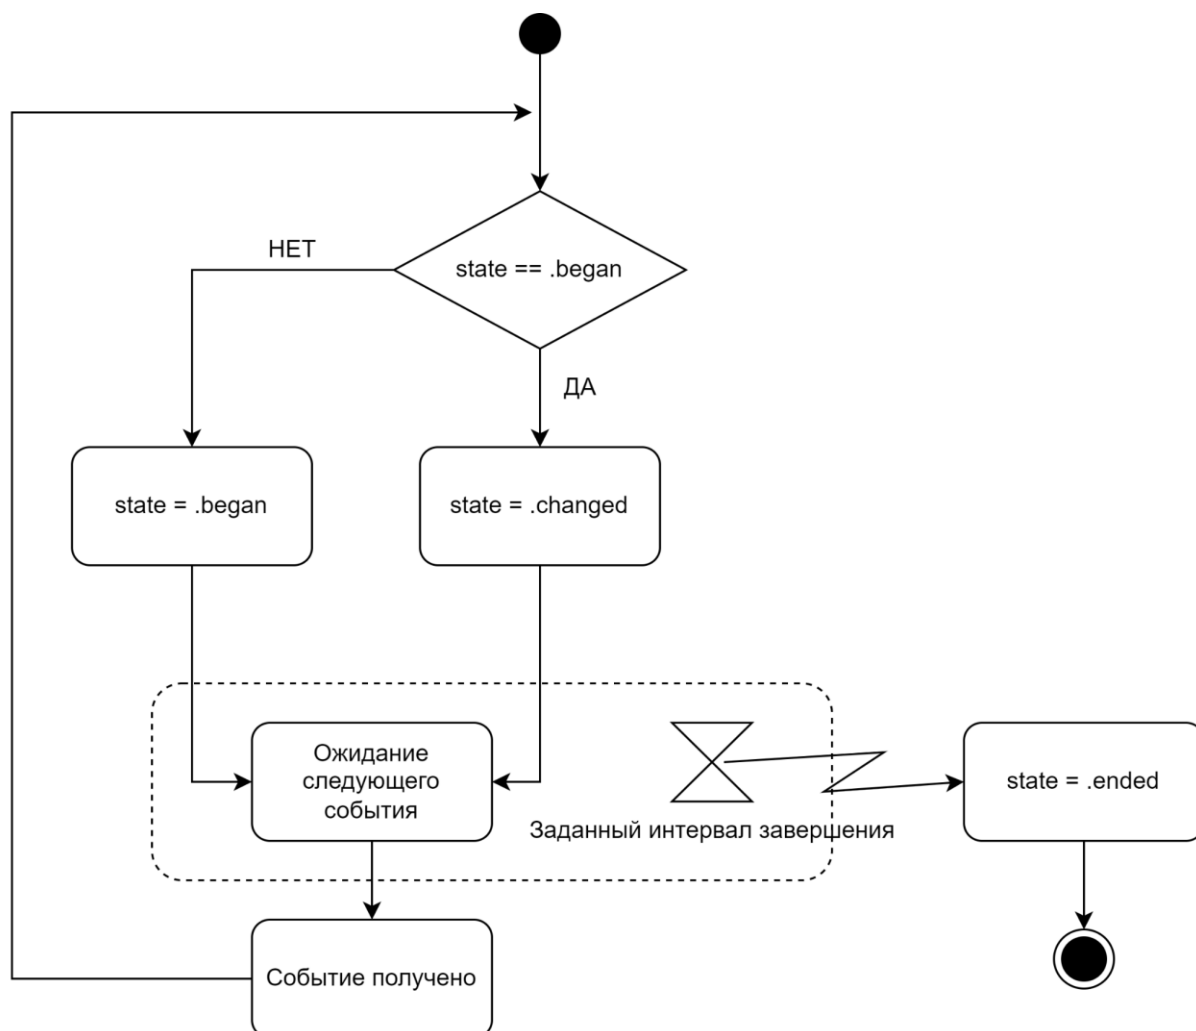 state == .began
НЕТ
ДА
state = .began
state = .changed
Ожидание
следующего
события
state = .ended
Заданный интервал завершения
Событие получено